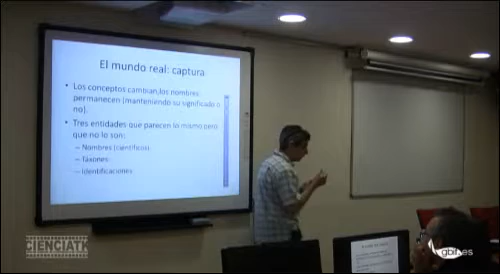 El mundo real: captura
• Los conceptos cambian,los nombres
permanecen (manteniendo su significado o
no).
• Tres entidades que parecen lo mismo pero
que no lo son:
– Nombres (científicos)
– Taxones
– Identificaciones
CIENCIATK
gbif.es